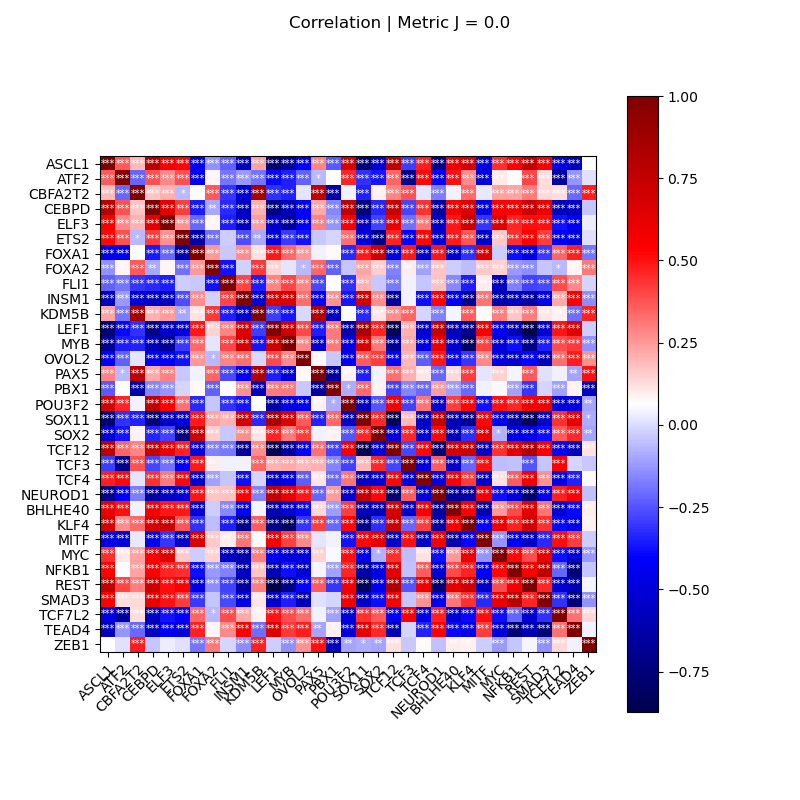 Correlation | Metric J = 0.0
ASCL1
ATF2
CBFA2T2
CEBPD
ELF3
ETS2
FOXA1
FOXA2
FLI1
INSM1
KDM5B
LEF1
MYB
OVOL2
PAX5
PBX1
POU3F2
SOX11
SOX2
TCF12
TCF3
TCF4
NEUROD1
BHLHE40
KLF4
MITF
MYC
NFKB1
REST
SMAD3
TCF7L2
TEAD4
ZEB1
ASCL1
ATF2
CBFA2T2
CEBPD
ELF3
ETS2
FOXA1
FOXA2
FLI1
INSM1
KDM5B
LEF1
MYB
OVOL2
PAX5
PBX1
POU3F2
SOX11
SOX2
TCF12
TCF3
TCF4
NEUROD1
BHLHE40
KLF4
MITF
MYC
NFKB1
REST
SMAD3
TCF7L2
TEAD4
ZEB1
1.00
0.75
0.50
0.25
0.00
−0.25
−0.50
−0.75